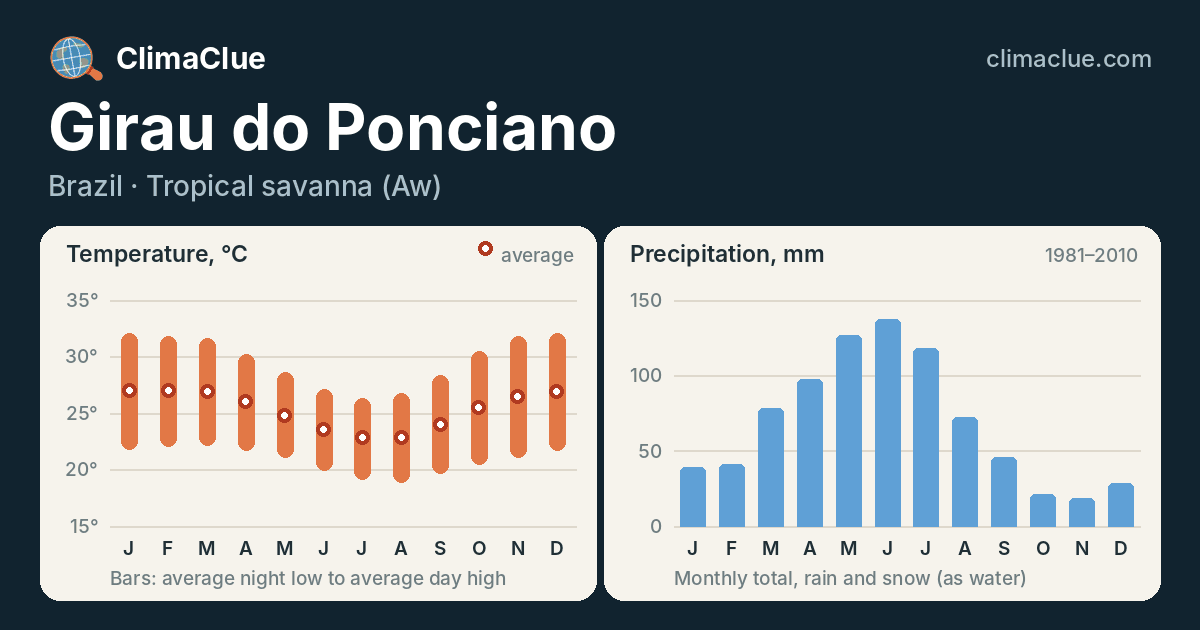 ClimaClue
climaclue.com
Girau do Ponciano
Brazil · Tropical savanna (Aw)
Temperature, °C
average
35°
30°
25°
20°
15°
J F M A M J J A S O N D
Bars: average night low to average day high
Precipitation, mm
1981–2010
150
100
50
0
J F M A M J J A S O N D
Monthly total, rain and snow (as water)